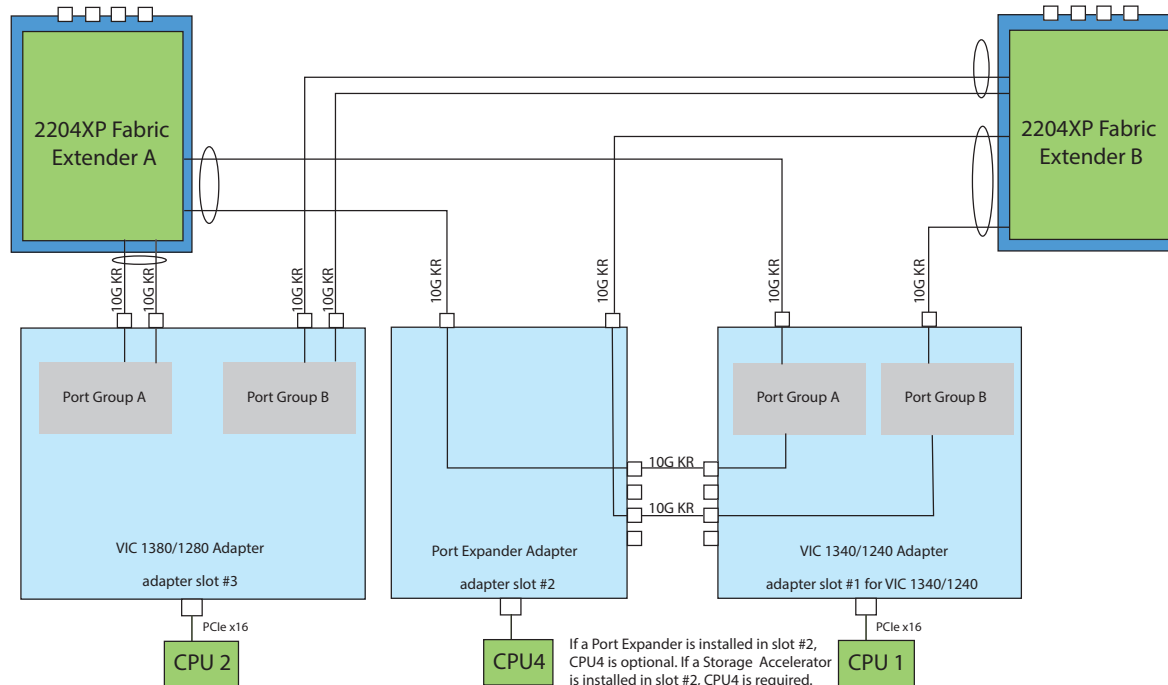 2204XP Fabric
Extender A
2204XP Fabric
Extender B
10G KR
10G KR
10G KR
10G KR
10G KR
10G KR
10G KR
10G KR
Port Group A
Port Group B
Port Group A
Port Group B
10G KR
10G KR
VIC 1380/1280 Adapter
adapter slot #3
Port Expander Adapter
adapter slot #2
VIC 1340/1240 Adapter
adapter slot #1 for VIC 1340/1240
PCIe x16
PCIe x16
CPU 2
CPU4
If a Port Expander is installed in slot #2,
CPU4 is optional. If a Storage Accelerator
is installed in slot #2, CPU4 is required.
CPU 1